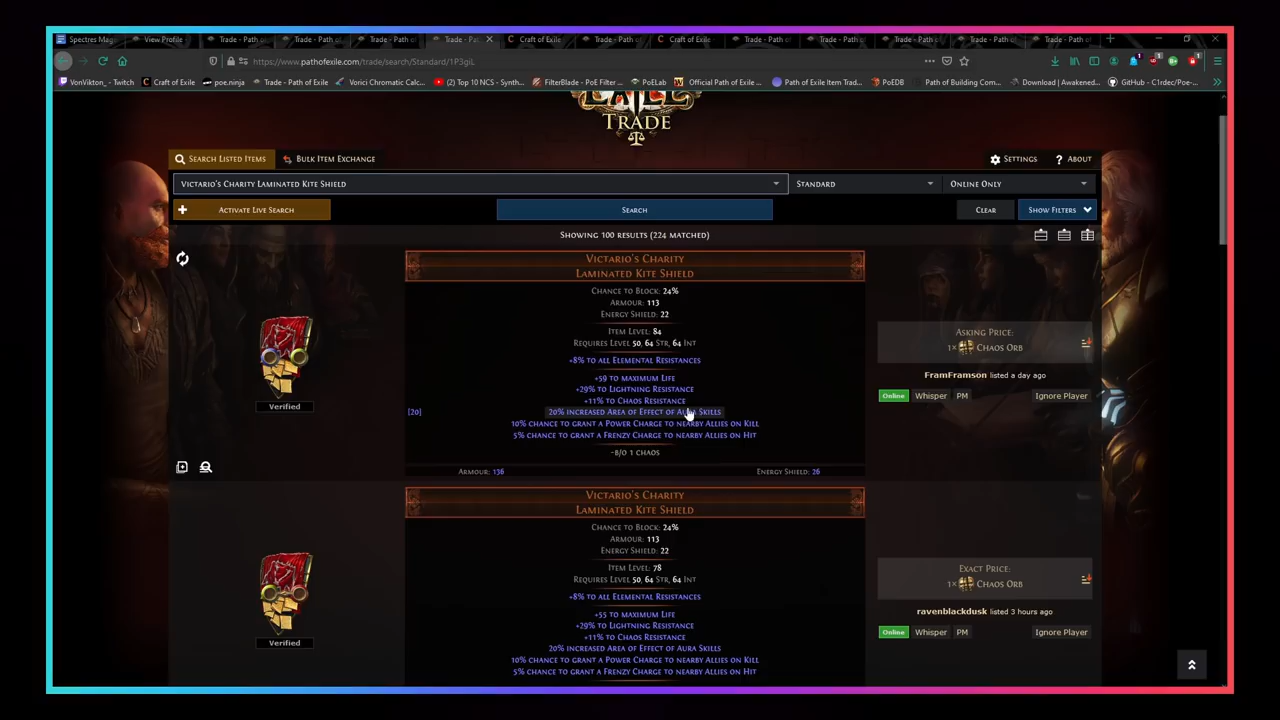 Spectres Mag
View Profile
Trade - Path of
Trade - Path of
Trade - Path of
Trade - Path of
Craft of Exile
Trade - Path of
Craft of Exile
Trade - Path of
Trade - Path of
Trade - Path of
Trade - Path of
https://www.pathofexile.com/trade/search/Standard/1P3giL
VonVikton_ - Twitch
Craft of Exile
poe.ninja
Trade - Path of Exile
Vorici Chromatic Calc...
(2) Top 10 NCS - Synth...
FilterBlade - PoE Filter ...
PoELab
Official Path of Exile ...
Path of Exile Item Trad...
PoEDB
Path of Building Com...
Download | Awakened...
GitHub - C1rdec/Poe-...
TRADE
SEARCH LISTED ITEMS
BULK ITEM EXCHANGE
SETTINGS
? ABOUT
VICTARIO'S CHARITY LAMINATED KITE SHIELD
STANDARD
ONLINE ONLY
+ ACTIVATE LIVE SEARCH
SEARCH
CLEAR
SHOW FILTERS
SHOWING 100 RESULTS (224 MATCHED)
VICTARIO'S CHARITY
LAMINATED KITE SHIELD
CHANCE TO BLOCK: 24%
ARMOUR: 113
ENERGY SHIELD: 22
ITEM LEVEL: 84
REQUIRES LEVEL 50, 64 STR, 64 INT
+8% TO ALL ELEMENTAL RESISTANCES
+59 TO MAXIMUM LIFE
+29% TO LIGHTNING RESISTANCE
+11% TO CHAOS RESISTANCE
[20] 20% INCREASED AREA OF EFFECT OF AURA SKILLS
10% CHANCE TO GRANT A POWER CHARGE TO NEARBY ALLIES ON KILL
5% CHANCE TO GRANT A FRENZY CHARGE TO NEARBY ALLIES ON HIT
~B/O 1 CHAOS
ARMOUR: 136
ENERGY SHIELD: 26
Verified
ASKING PRICE:
1× CHAOS ORB
FramFramson listed a day ago
Online
Whisper
PM
Ignore Player
VICTARIO'S CHARITY
LAMINATED KITE SHIELD
CHANCE TO BLOCK: 24%
ARMOUR: 113
ENERGY SHIELD: 22
ITEM LEVEL: 78
REQUIRES LEVEL 50, 64 STR, 64 INT
+8% TO ALL ELEMENTAL RESISTANCES
+55 TO MAXIMUM LIFE
+29% TO LIGHTNING RESISTANCE
+11% TO CHAOS RESISTANCE
20% INCREASED AREA OF EFFECT OF AURA SKILLS
10% CHANCE TO GRANT A POWER CHARGE TO NEARBY ALLIES ON KILL
5% CHANCE TO GRANT A FRENZY CHARGE TO NEARBY ALLIES ON HIT
Verified
EXACT PRICE:
1× CHAOS ORB
ravenblackdusk listed 3 hours ago
Online
Whisper
PM
Ignore Player